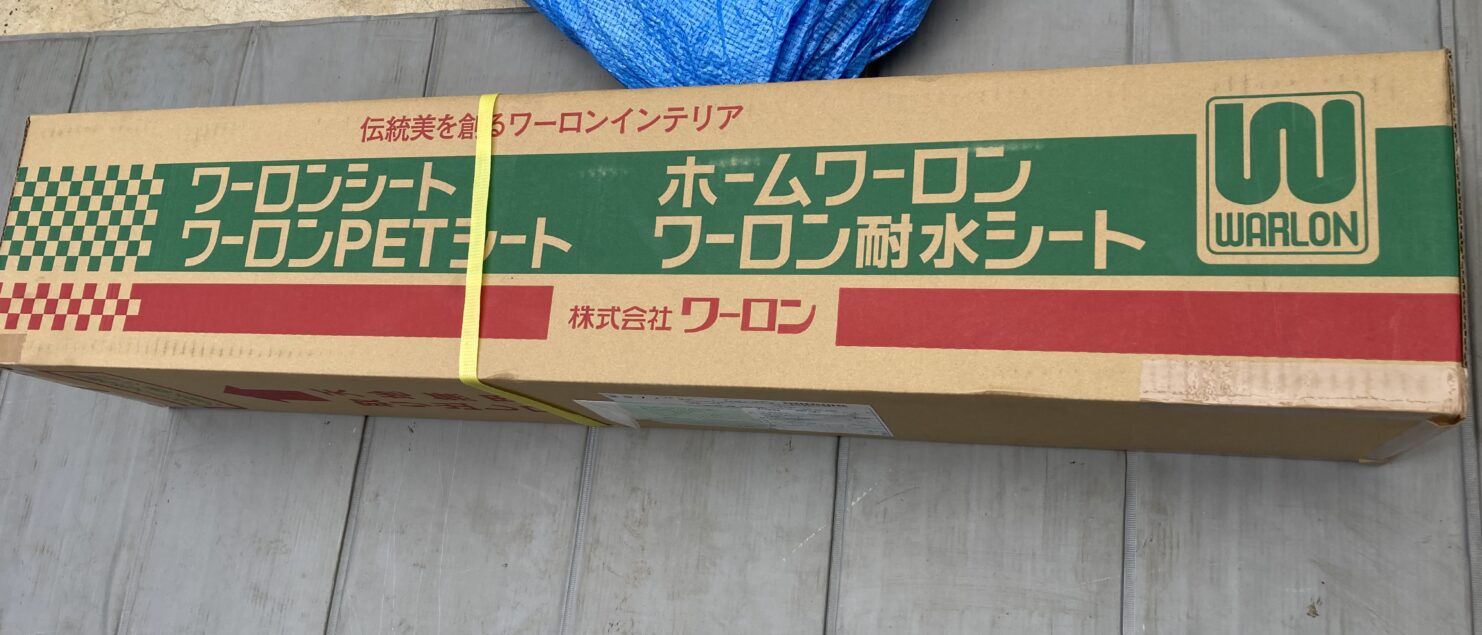 伝統美を創るワーロンインテリア
ワーロンシート
ワーロンPETシート
ホームワーロン
ワーロン耐水シート
WARLON
株式会社 ワーロン